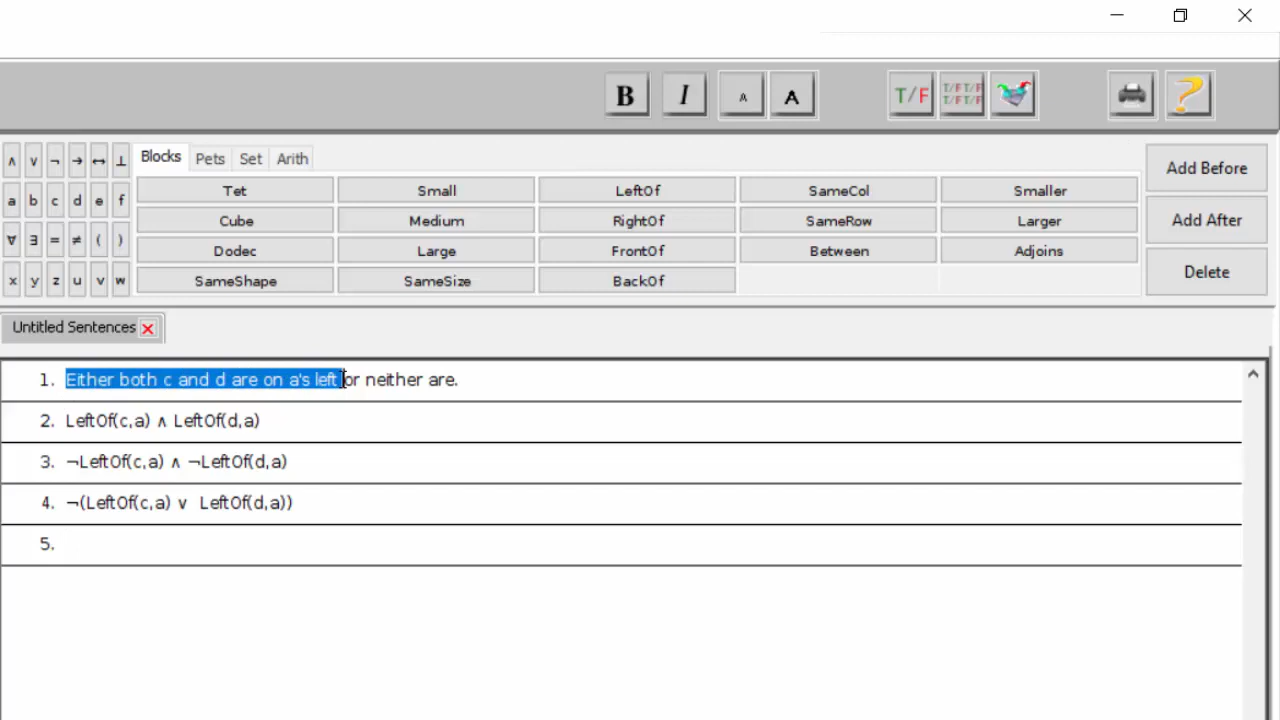 B I A A T/F T/F T/F T/F T/F ?
∧ ∨ ¬ → ↔ ⊥ Blocks Pets Set Arith Add Before
a b c d e f Tet Small LeftOf SameCol Smaller
∀ ∃ = ≠ ( ) Cube Medium RightOf SameRow Larger Add After
x y z u v w Dodec Large FrontOf Between Adjoins
SameShape SameSize BackOf Delete
Untitled Sentences
1. Either both c and d are on a's left or neither are.
2. LeftOf(c,a) ∧ LeftOf(d,a)
3. ¬LeftOf(c,a) ∧ ¬LeftOf(d,a)
4. ¬(LeftOf(c,a) ∨ LeftOf(d,a))
5.